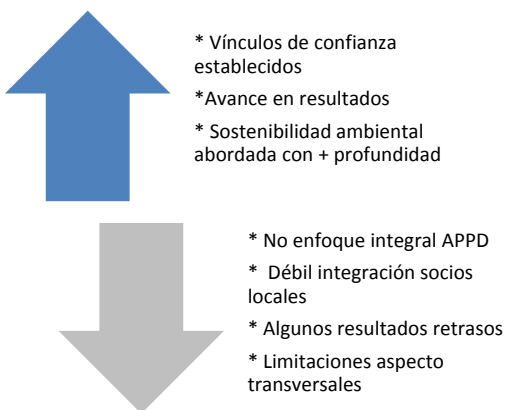 * Vínculos de confianza
establecidos
*Avance en resultados
* Sostenibilidad ambiental
abordada con + profundidad
* No enfoque integral APPD
* Débil integración socios
locales
* Algunos resultados retrasos
* Limitaciones aspecto
transversales